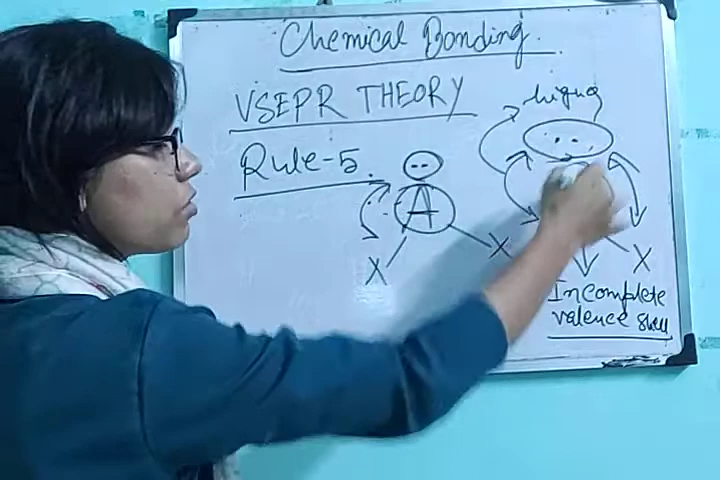 Chemical Bonding.
VSEPR THEORY
Rule-5.
A
X
X
X
Incomplete
valence shell